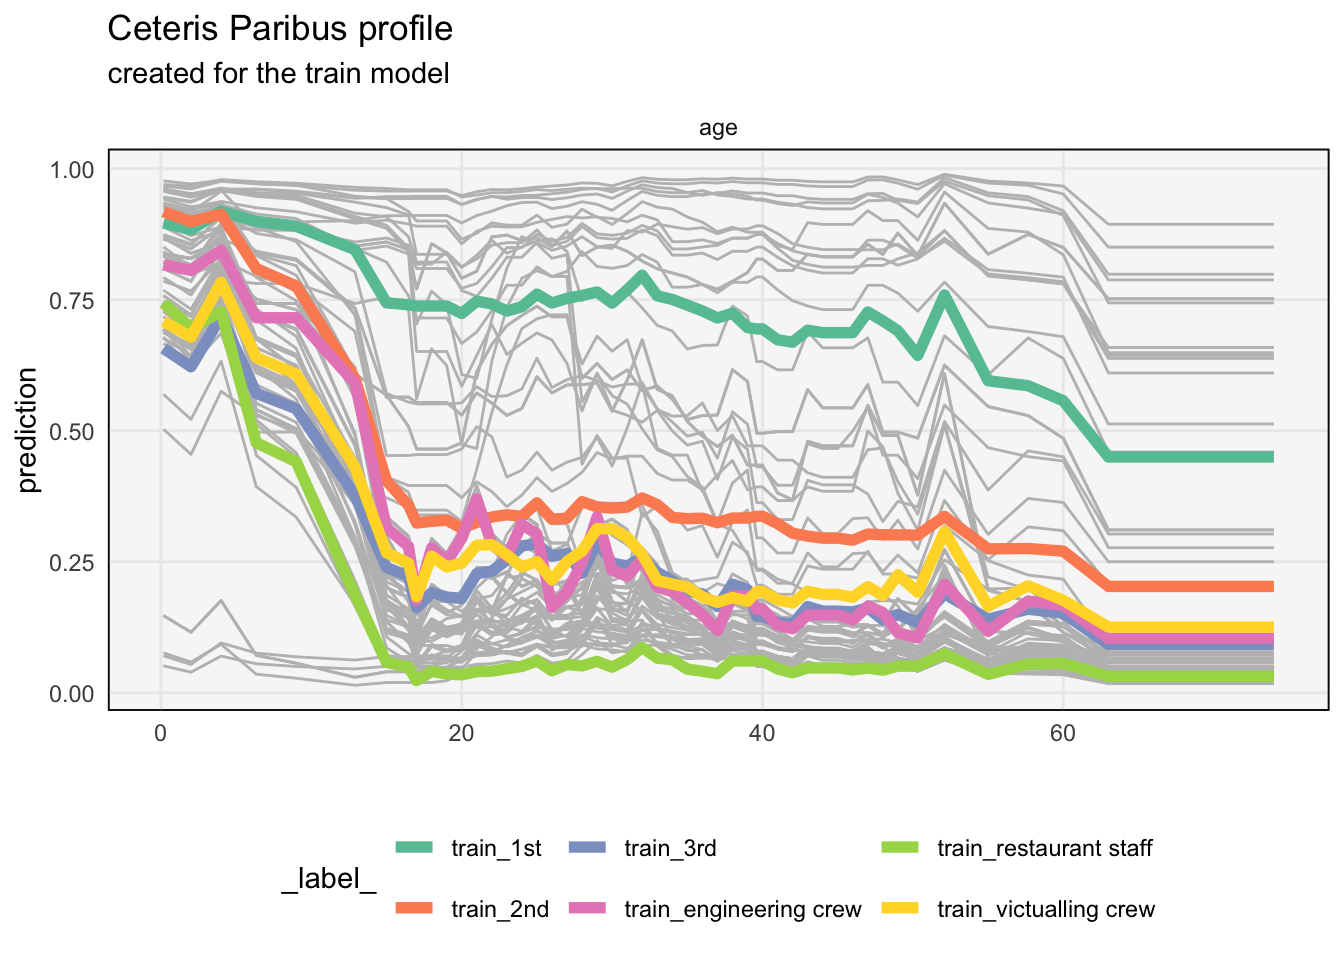 Ceteris Paribus profile
created for the train model
age
prediction
1.00
0.75
0.50
0.25
0.00
0 20 40 60
_label_
train_1st train_3rd train_restaurant staff
train_2nd train_engineering crew train_victualling crew